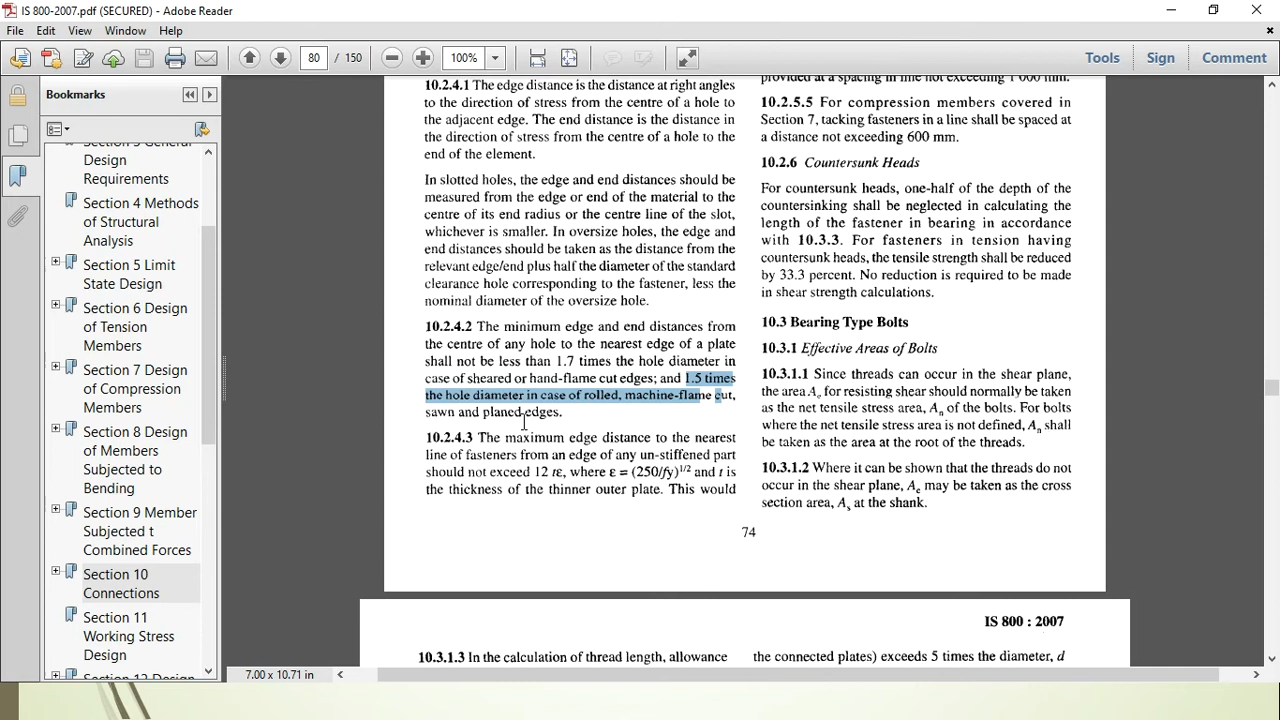 IS 800-2007.pdf (SECURED) - Adobe Reader
File Edit View Window Help
80 / 150 100% Tools Sign Comment
Bookmarks
Section 5 General
Design
Requirements
Section 4 Methods
of Structural
Analysis
Section 5 Limit
State Design
Section 6 Design
of Tension
Members
Section 7 Design
of Compression
Members
Section 8 Design
of Members
Subjected to
Bending
Section 9 Member
Subjected t
Combined Forces
Section 10
Connections
Section 11
Working Stress
Design
Section 12 Design
10.2.4.1 The edge distance is the distance at right angles
to the direction of stress from the centre of a hole to
the adjacent edge. The end distance is the distance in
the direction of stress from the centre of a hole to the
end of the element.
In slotted holes, the edge and end distances should be
measured from the edge or end of the material to the
centre of its end radius or the centre line of the slot,
whichever is smaller. In oversize holes, the edge and
end distances should be taken as the distance from the
relevant edge/end plus half the diameter of the standard
clearance hole corresponding to the fastener, less the
nominal diameter of the oversize hole.
10.2.4.2 The minimum edge and end distances from
the centre of any hole to the nearest edge of a plate
shall not be less than 1.7 times the hole diameter in
case of sheared or hand-flame cut edges; and 1.5 times
the hole diameter in case of rolled, machine-flame cut,
sawn and planed edges.
10.2.4.3 The maximum edge distance to the nearest
line of fasteners from an edge of any un-stiffened part
should not exceed 12 tε, where ε = (250/fy)1/2 and t is
the thickness of the thinner outer plate. This would
provided at a spacing in line not exceeding 1 000 mm.
10.2.5.5 For compression members covered in
Section 7, tacking fasteners in a line shall be spaced at
a distance not exceeding 600 mm.
10.2.6 Countersunk Heads
For countersunk heads, one-half of the depth of the
countersinking shall be neglected in calculating the
length of the fastener in bearing in accordance
with 10.3.3. For fasteners in tension having
countersunk heads, the tensile strength shall be reduced
by 33.3 percent. No reduction is required to be made
in shear strength calculations.
10.3 Bearing Type Bolts
10.3.1 Effective Areas of Bolts
10.3.1.1 Since threads can occur in the shear plane,
the area Ae for resisting shear should normally be taken
as the net tensile stress area, An of the bolts. For bolts
where the net tensile stress area is not defined, An shall
be taken as the area at the root of the threads.
10.3.1.2 Where it can be shown that the threads do not
occur in the shear plane, Ae may be taken as the cross
section area, As at the shank.
74
IS 800 : 2007
10.3.1.3 In the calculation of thread length, allowance
the connected plates) exceeds 5 times the diameter, d
7.00 x 10.71 in